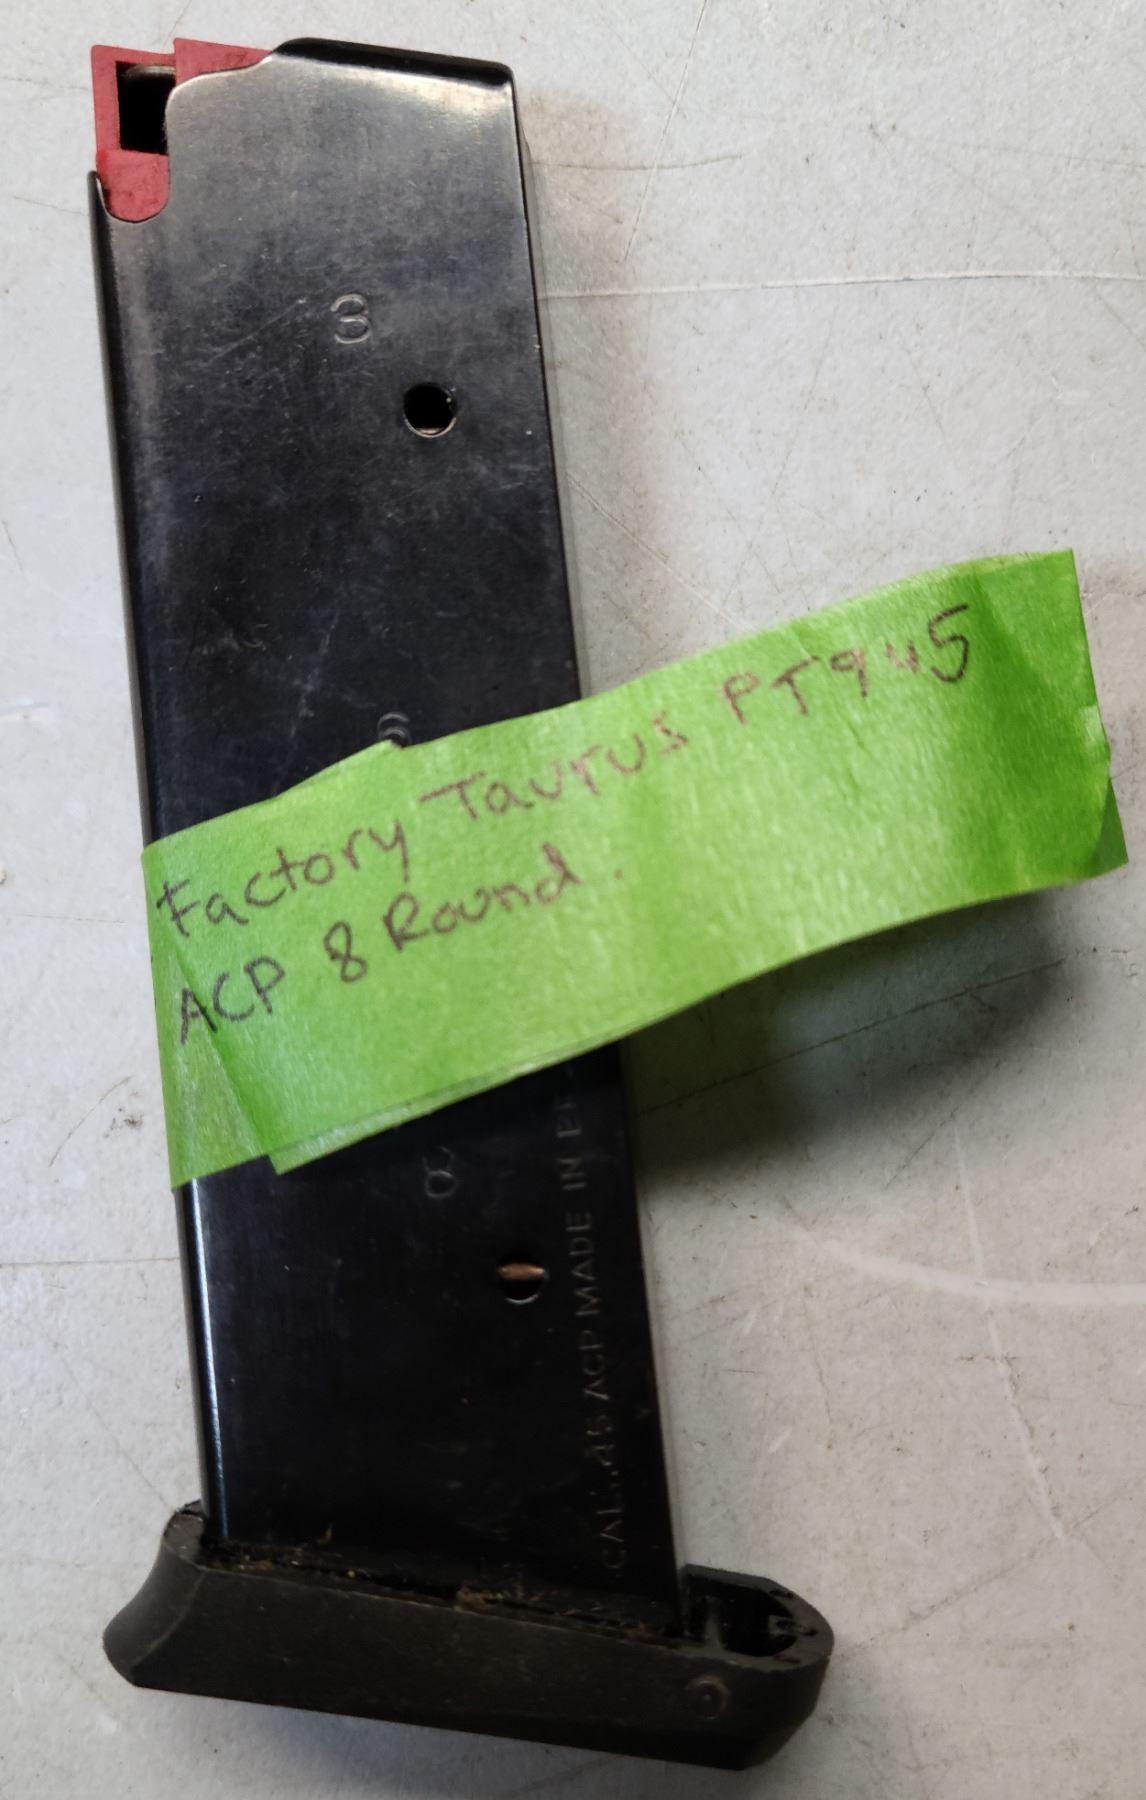 3
6
Factory Taurus PT945
ACP 8 Round.
8
CAL. .45 ACP MADE IN